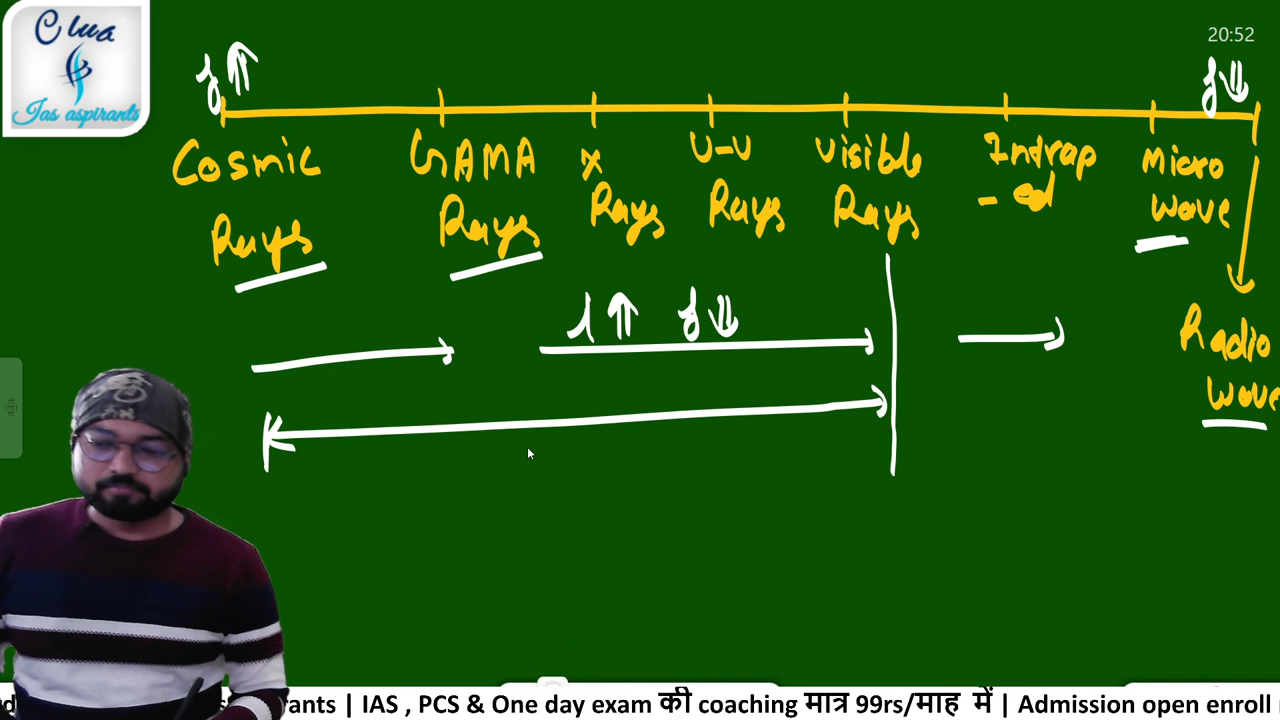 Clua
Ias aspirants
20:52
f⇑
f⇓
Cosmic Rays
GAMA Rays
x Rays
U-V Rays
Visible Rays
Infrap-ed
Micro wave
Radio wave
λ⇑ f⇓
rants | IAS , PCS & One day exam की coaching मात्र 99rs/माह में | Admission open enroll